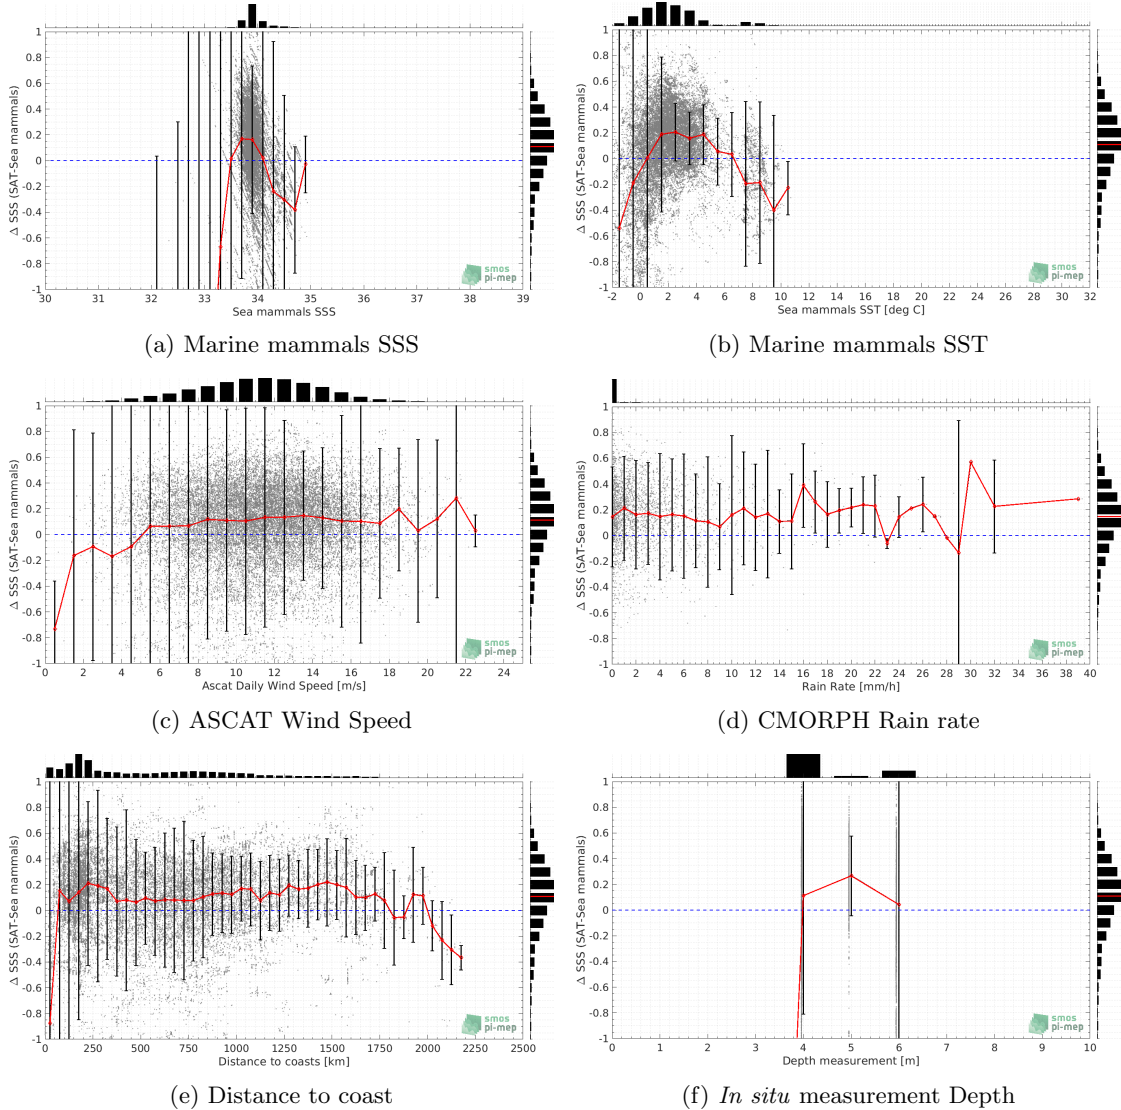 1
0.8
0.6
0.4
0.2
0
-0.2
-0.4
-0.6
-0.8
-1
Δ SSS (SAT-Sea mammals)
smos
pi-mep
30 31 32 33 34 35 36 37 38 39
Sea mammals SSS
(a) Marine mammals SSS
1
0.8
0.6
0.4
0.2
0
-0.2
-0.4
-0.6
-0.8
-1
Δ SSS (SAT-Sea mammals)
smos
pi-mep
-2 0 2 4 6 8 10 12 14 16 18 20 22 24 26 28 30 32
Sea mammals SST [deg C]
(b) Marine mammals SST
1
0.8
0.6
0.4
0.2
0
-0.2
-0.4
-0.6
-0.8
-1
Δ SSS (SAT-Sea mammals)
smos
pi-mep
0 2 4 6 8 10 12 14 16 18 20 22 24
Ascat Daily Wind Speed [m/s]
(c) ASCAT Wind Speed
1
0.8
0.6
0.4
0.2
0
-0.2
-0.4
-0.6
-0.8
-1
Δ SSS (SAT-Sea mammals)
smos
pi-mep
0 2 4 6 8 10 12 14 16 18 20 22 24 26 28 30 32 34 36 38 40
Rain Rate [mm/h]
(d) CMORPH Rain rate
1
0.8
0.6
0.4
0.2
0
-0.2
-0.4
-0.6
-0.8
-1
Δ SSS (SAT-Sea mammals)
smos
pi-mep
0 250 500 750 1000 1250 1500 1750 2000 2250 2500
Distance to coasts [km]
(e) Distance to coast
1
0.8
0.6
0.4
0.2
0
-0.2
-0.4
-0.6
-0.8
-1
Δ SSS (SAT-Sea mammals)
smos
pi-mep
0 1 2 3 4 5 6 7 8 9 10
Depth measurement [m]
(f) In situ measurement Depth